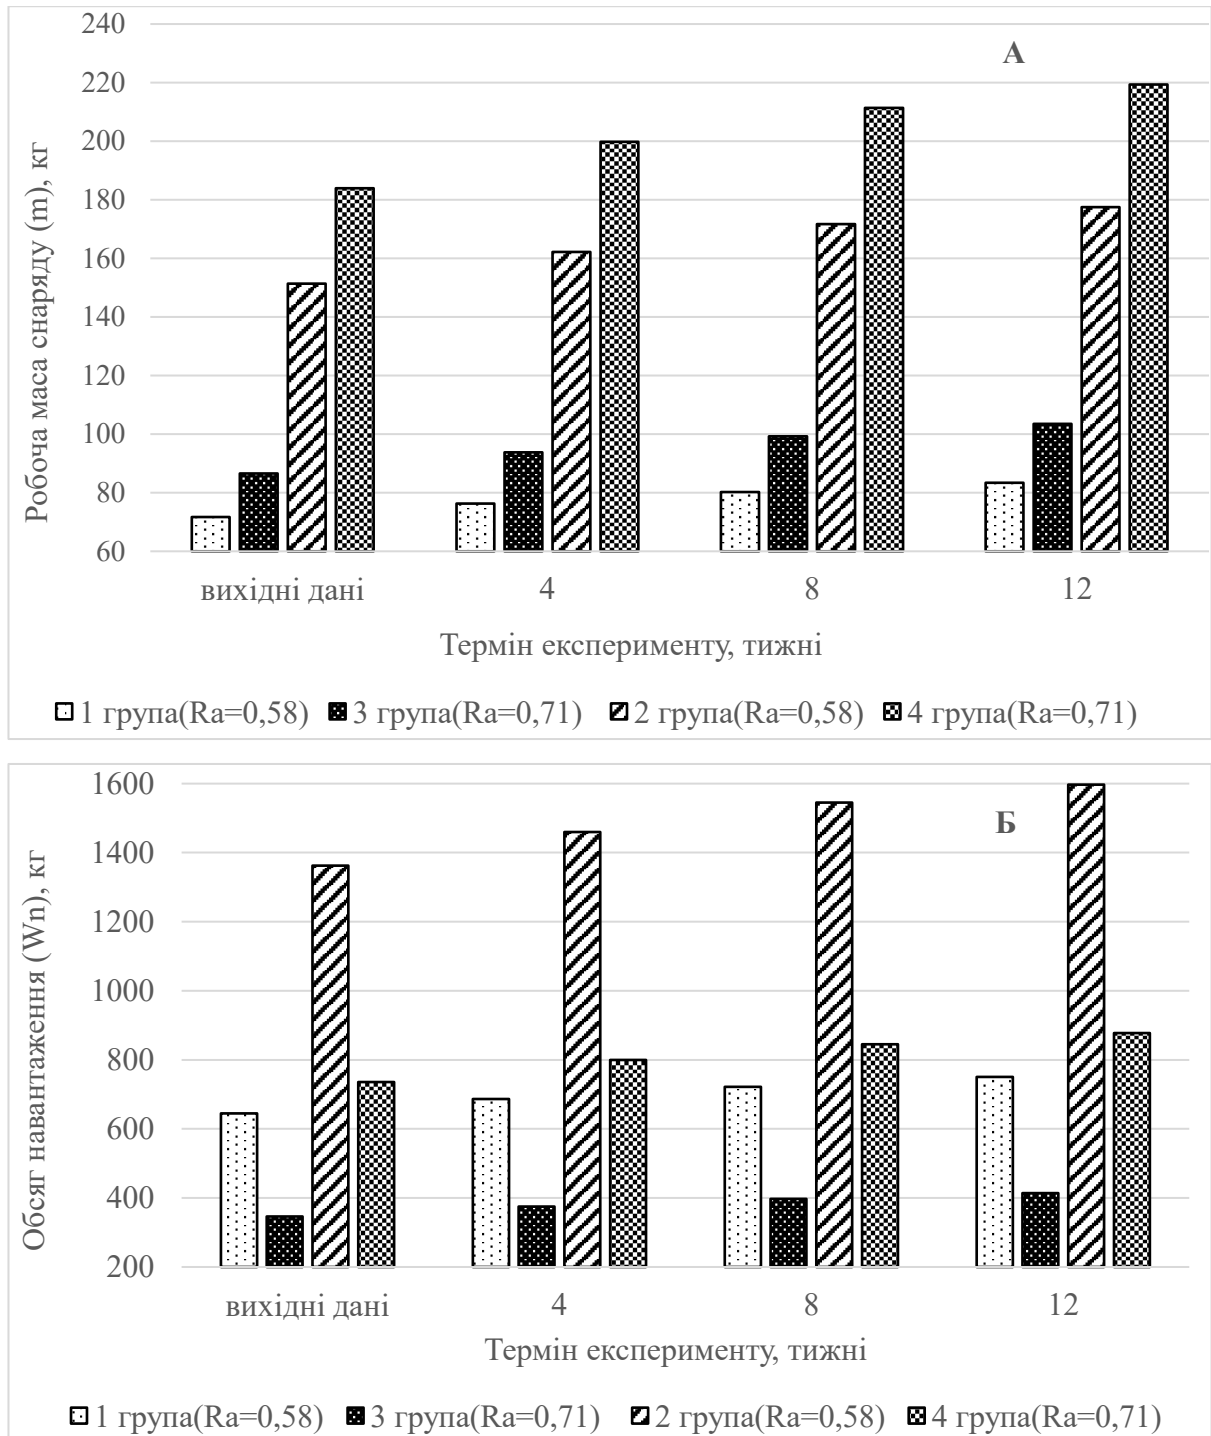 Робоча маса снаряду (m), кг
240
220
200
180
160
140
120
100
80
60
А
вихідні дані 4 8 12
Термін експерименту, тижні
1 група(Ra=0,58) 3 група(Ra=0,71) 2 група(Ra=0,58) 4 група(Ra=0,71)
Обсяг навантаження (Wn), кг
1600
1400
1200
1000
800
600
400
200
Б
вихідні дані 4 8 12
Термін експерименту, тижні
1 група(Ra=0,58) 3 група(Ra=0,71) 2 група(Ra=0,58) 4 група(Ra=0,71)